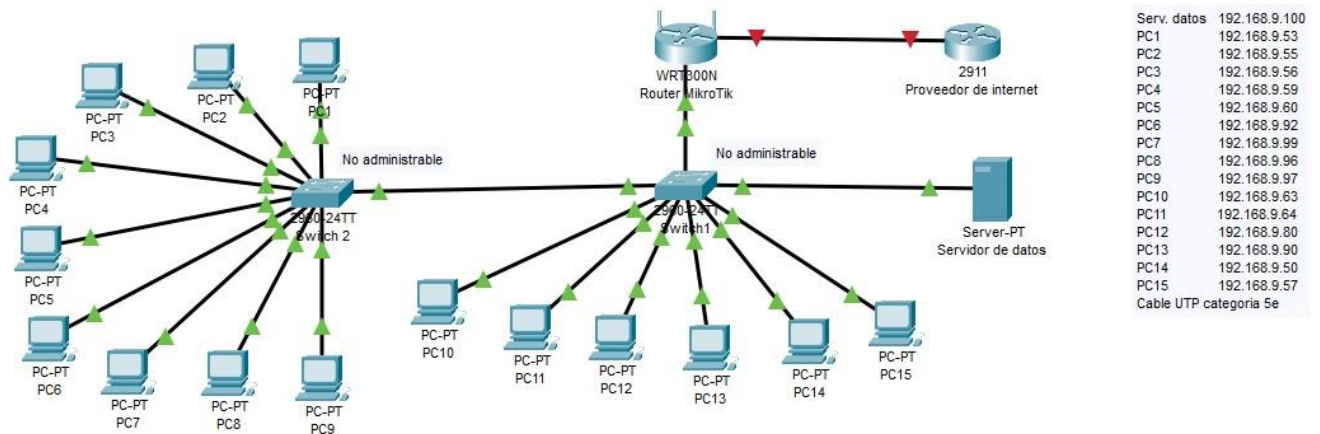 WRT300N
Router MikroTik
2911
Proveedor de internet
PC-PT
PC1
PC-PT
PC2
PC-PT
PC3
PC-PT
PC4
PC-PT
PC5
PC-PT
PC6
PC-PT
PC7
PC-PT
PC8
PC-PT
PC9
No administrable
2960-24TT
Switch 2
No administrable
2960-24TT
Switch1
Server-PT
Servidor de datos
PC-PT
PC10
PC-PT
PC11
PC-PT
PC12
PC-PT
PC13
PC-PT
PC14
PC-PT
PC15
Serv. datos 192.168.9.100
PC1 192.168.9.53
PC2 192.168.9.55
PC3 192.168.9.56
PC4 192.168.9.59
PC5 192.168.9.60
PC6 192.168.9.92
PC7 192.168.9.99
PC8 192.168.9.96
PC9 192.168.9.97
PC10 192.168.9.63
PC11 192.168.9.64
PC12 192.168.9.80
PC13 192.168.9.90
PC14 192.168.9.50
PC15 192.168.9.57
Cable UTP categoria 5e